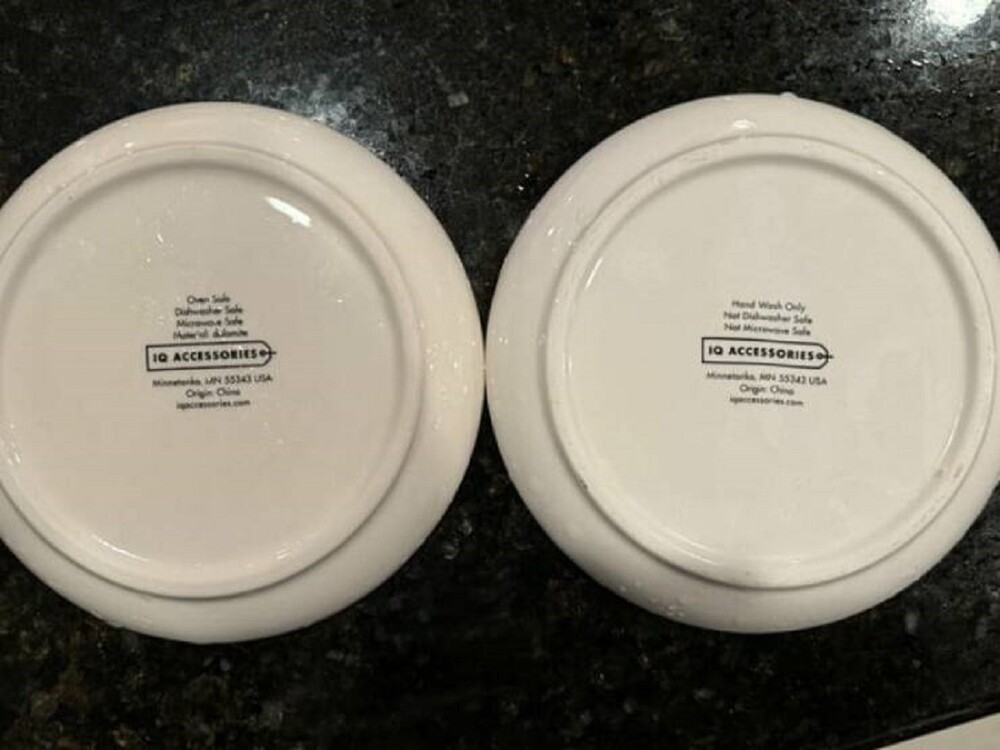 Oven Safe
Dishwasher Safe
Microwave Safe
Material: dolomite
IQ ACCESSORIES
Minnetonka, MN 55343 USA
Origin: China
iqaccessories.com
Hand Wash Only
Not Dishwasher Safe
Not Microwave Safe
IQ ACCESSORIES
Minnetonka, MN 55343 USA
Origin: China
iqaccessories.com